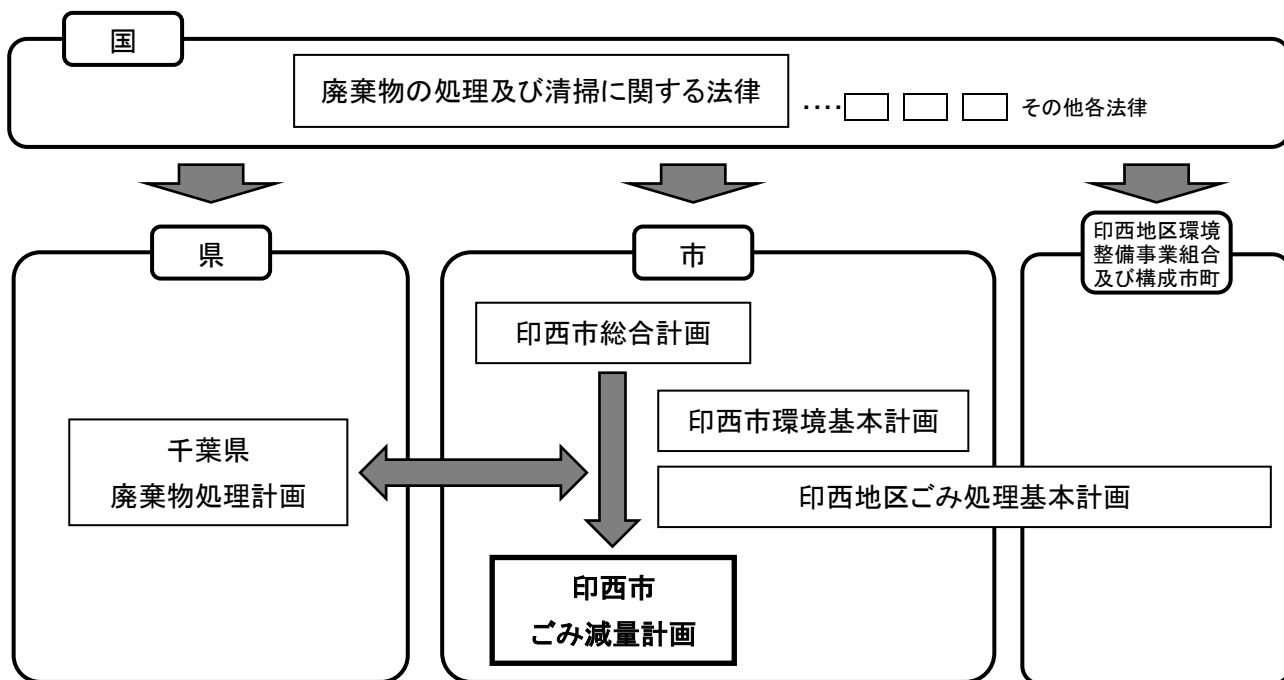 国
廃棄物の処理及び清掃に関する法律
‥‥ その他各法律
県
市
印西地区環境
整備事業組合
及び構成市町
印西市総合計画
印西市環境基本計画
千葉県
廃棄物処理計画
印西地区ごみ処理基本計画
印西市
ごみ減量計画